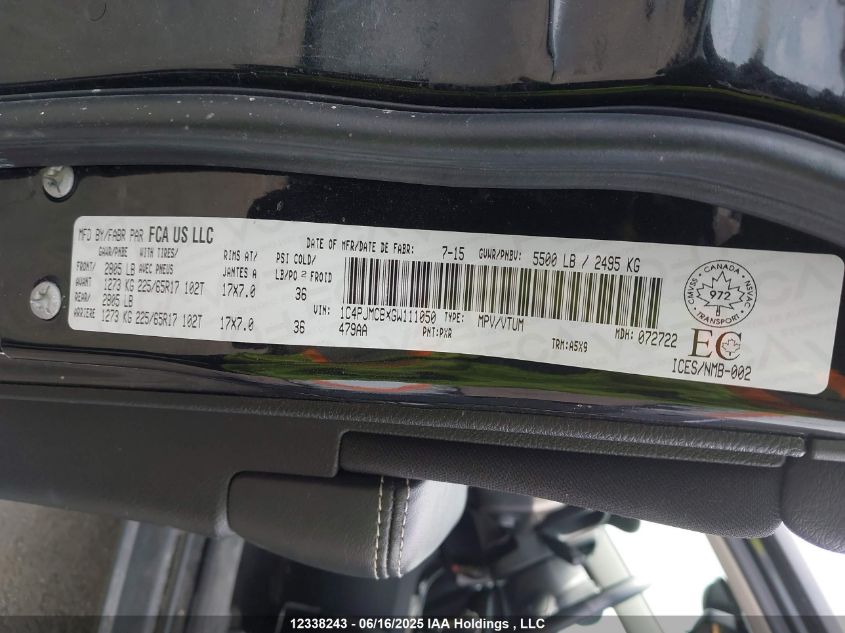 MFD BY/FABR PAR FCA US LLC
DATE OF MFR/DATE DE FABR: 7-15 GVWR/PNBV: 5500 LB / 2495 KG
GAWR/PNBE WITH TIRES/ RIMS AT/ PSI COLD/
AVEC PNEUS JANTES A LB/PO 2 FROID
FRONT/ 2805 LB
AVANT 1273 KG 225/65R17 102T 17X7.0 36
REAR/ 2805 LB
ARRIERE 1273 KG 225/65R17 102T 17X7.0 36
VIN: 1C4PJMCBXGW111050 TYPE: MPV/VTUM MDH: 072722
479AA PNT:PXR TRM:A5X9
CMVSS CANADA NSVAC
972
TRANSPORT
EC
ICES/NMB-002
12338243 - 06/16/2025 IAA Holdings , LLC